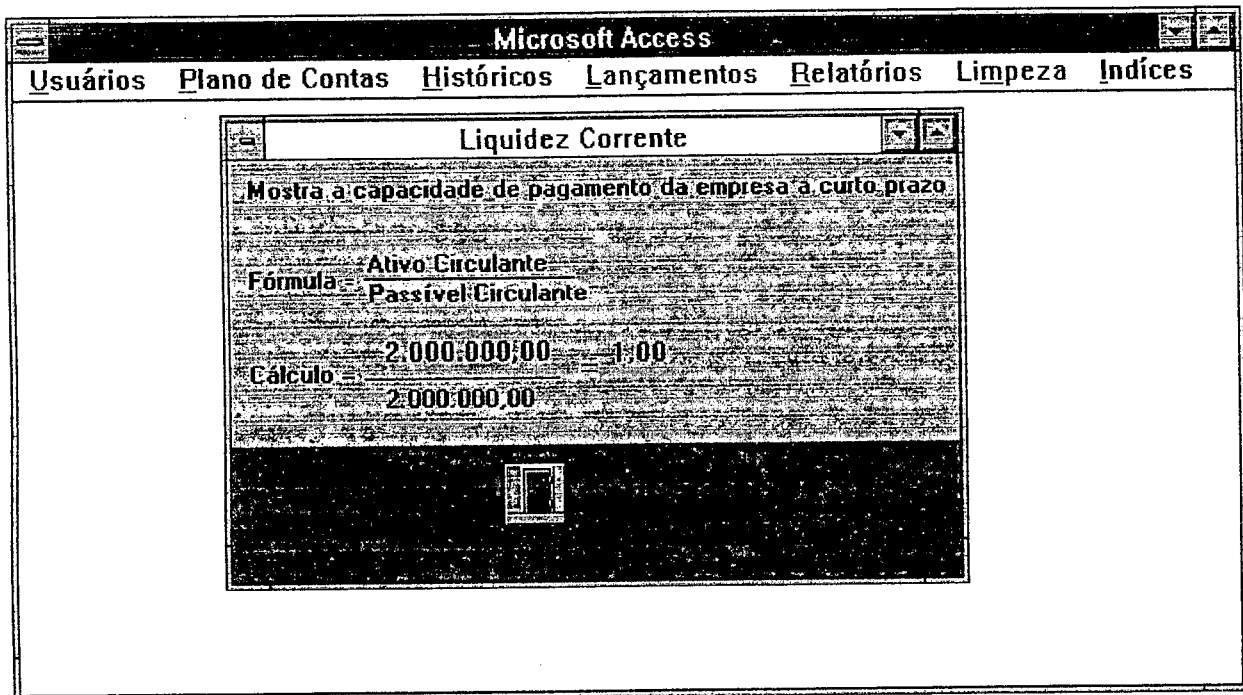 Microsoft Access
Usuários Plano de Contas Históricos Lançamentos Relatórios Limpeza Indíces
Liquidez Corrente
Mostra a capacidade de pagamento da empresa a curto prazo
Fórmula = Ativo Circulante
Passível Circulante
2.000.000,00 = 1,00
Cálculo =
2.000.000,00